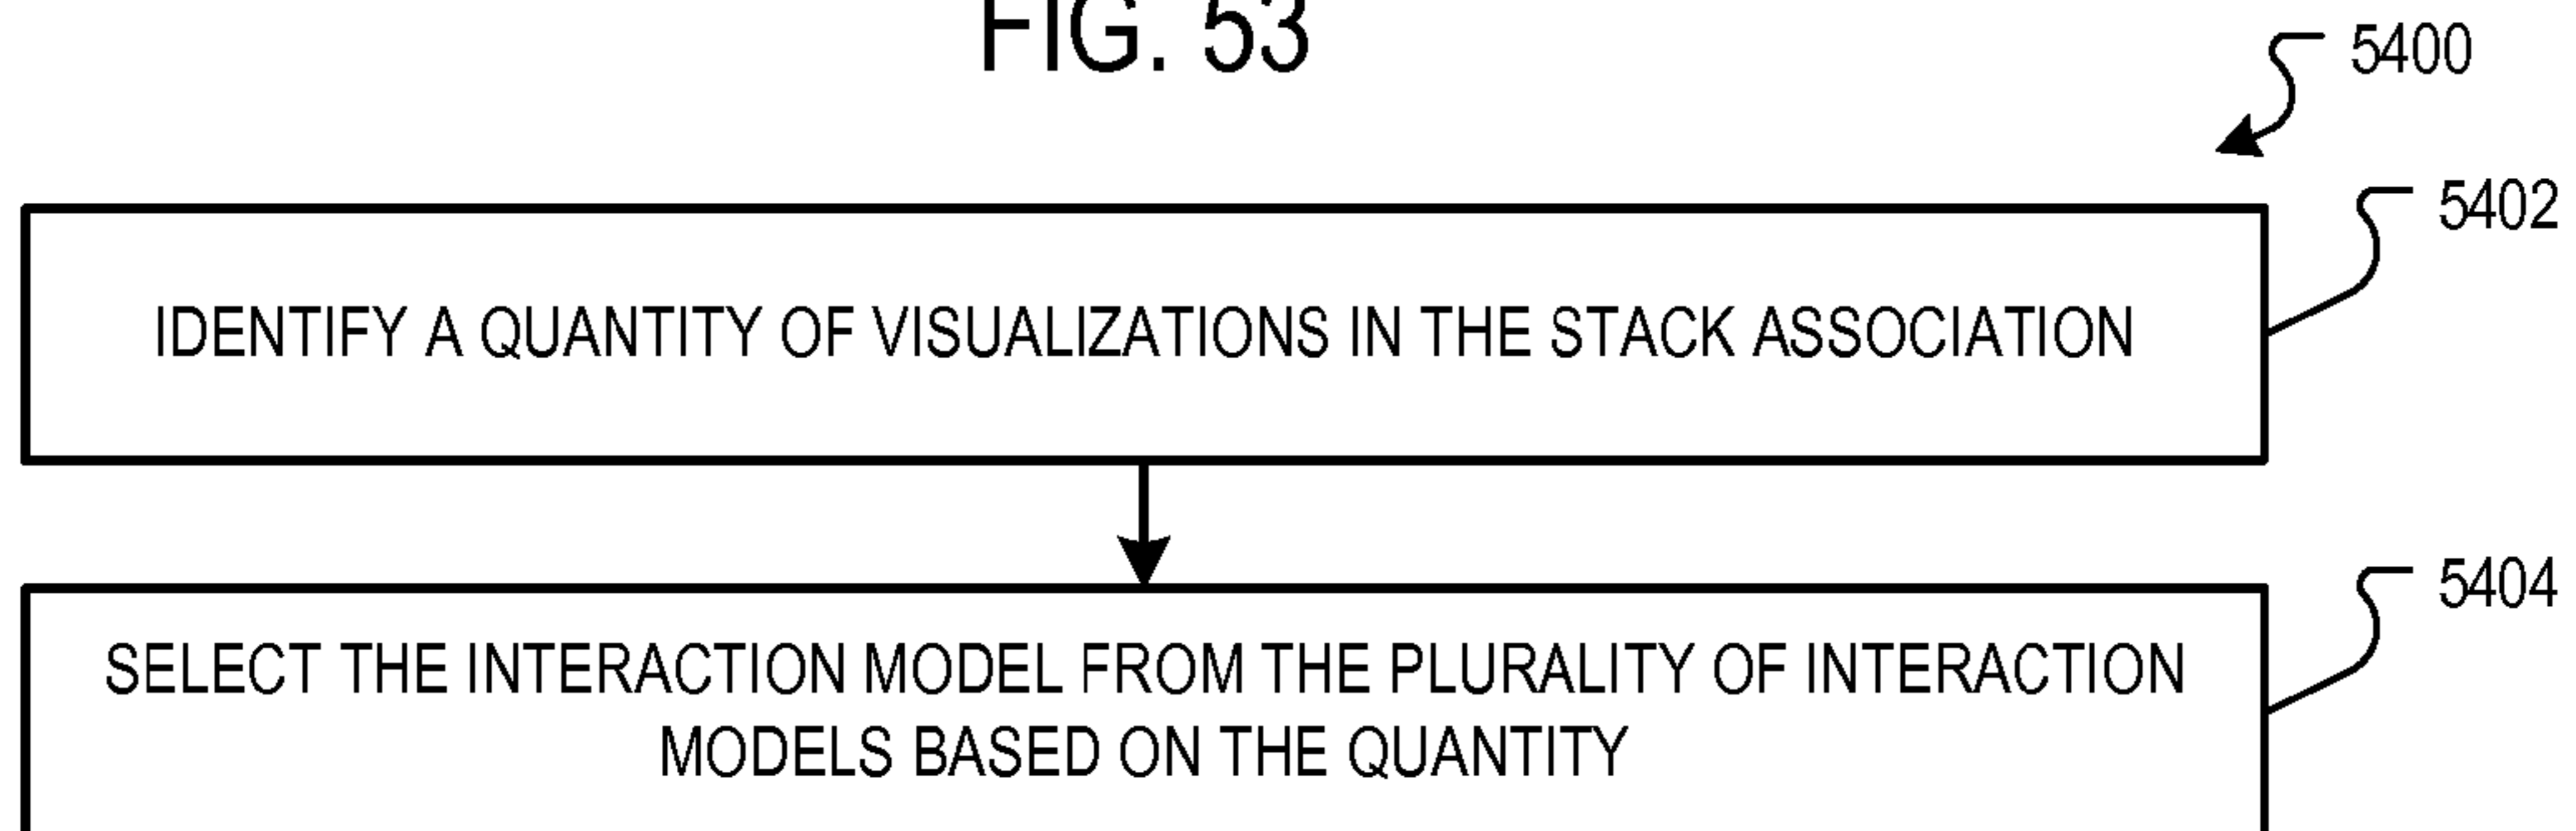 FIG. 53
5400
5402
IDENTIFY A QUANTITY OF VISUALIZATIONS IN THE STACK ASSOCIATION
5404
SELECT THE INTERACTION MODEL FROM THE PLURALITY OF INTERACTION
MODELS BASED ON THE QUANTITY